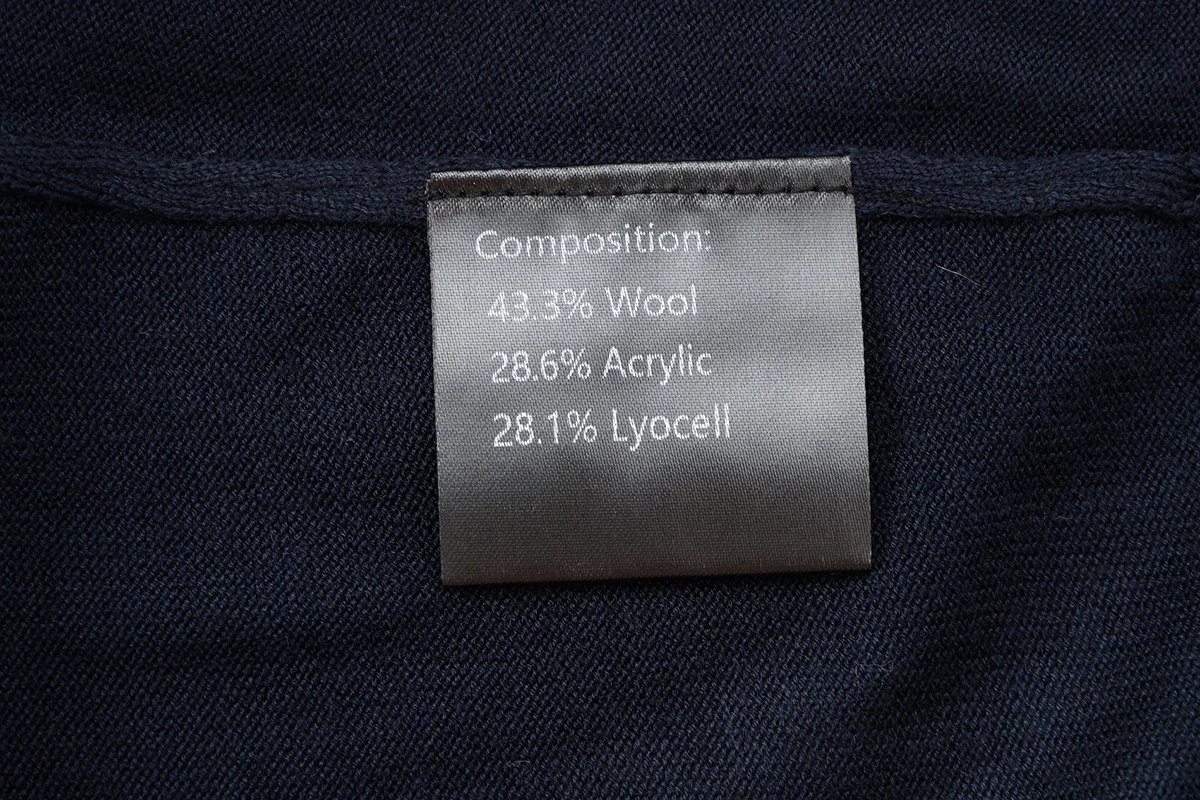 Composition:
43.3% Wool
28.6% Acrylic
28.1% Lyocell